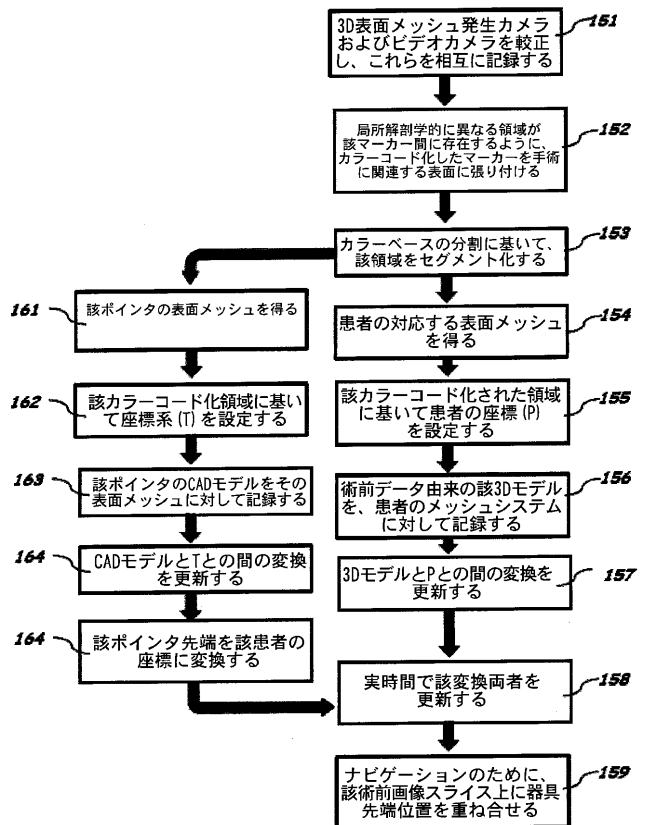 3D表面メッシュ発生カメラ
およびビデオカメラを較正
し、これらを相互に記録する
151
局所解剖学的に異なる領域が
該マーカー間に存在するように、
カラーコード化したマーカーを手術
に関連する表面に張り付ける
152
カラーベースの分割に基いて、
該領域をセグメント化する
153
161
該ポインタの表面メッシュを得る
患者の対応する表面メッシュ
を得る
154
162
該カラーコード化領域に基い
て座標系(T)を設定する
該カラーコード化された領域
に基いて患者の座標(P)
を設定する
155
163
該ポインタのCADモデルをその
表面メッシュに対して記録する
術前データ由来の該3Dモデル
を、患者のメッシュシステム
に対して記録する
156
164
CADモデルとTとの間の変換
を更新する
3DモデルとPとの間の変換を
更新する
157
164
該ポインタ先端を該患者の
座標に変換する
実時間で該変換両者を
更新する
158
ナビゲーションのために、
該術前画像スライス上に器具
先端位置を重ね合せる
159